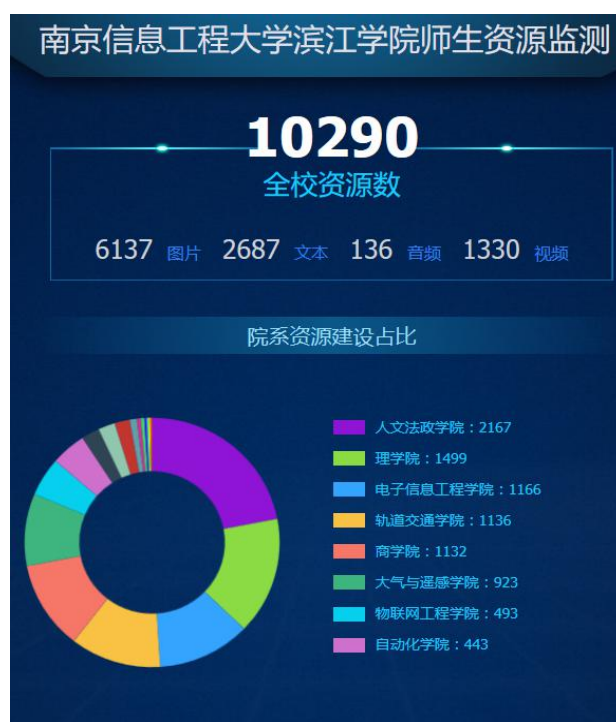 南京信息工程大学滨江学院师生资源监测
10290
全校资源数
6137 图片 2687 文本 136 音频 1330 视频
院系资源建设占比
人文法政学院：2167
理学院：1499
电子信息工程学院：1166
轨道交通学院：1136
商学院：1132
大气与遥感学院：923
物联网工程学院：493
自动化学院：443